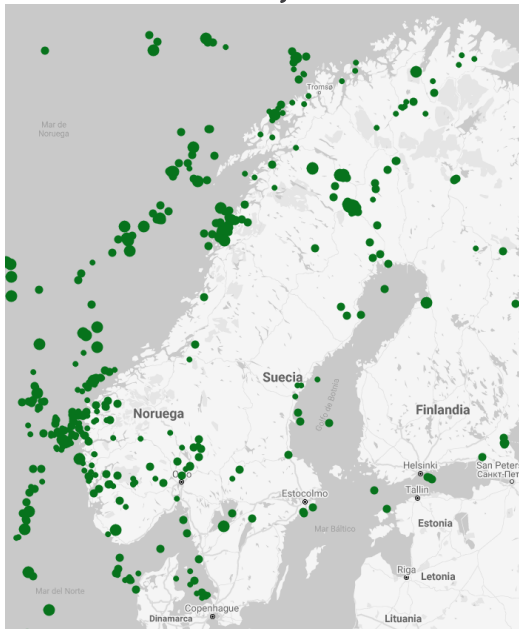 Tromsø
Mar de
Noruega
Suecia
Golfo de Botnia
Noruega
Finlandia
Helsinki
San Peter
Санкт-Пет
Oslo
Estocolmo
Tallin
Mar Báltico
Estonia
Riga
Letonia
Mar del Norte
Copenhague
Dinamarca
Lituania